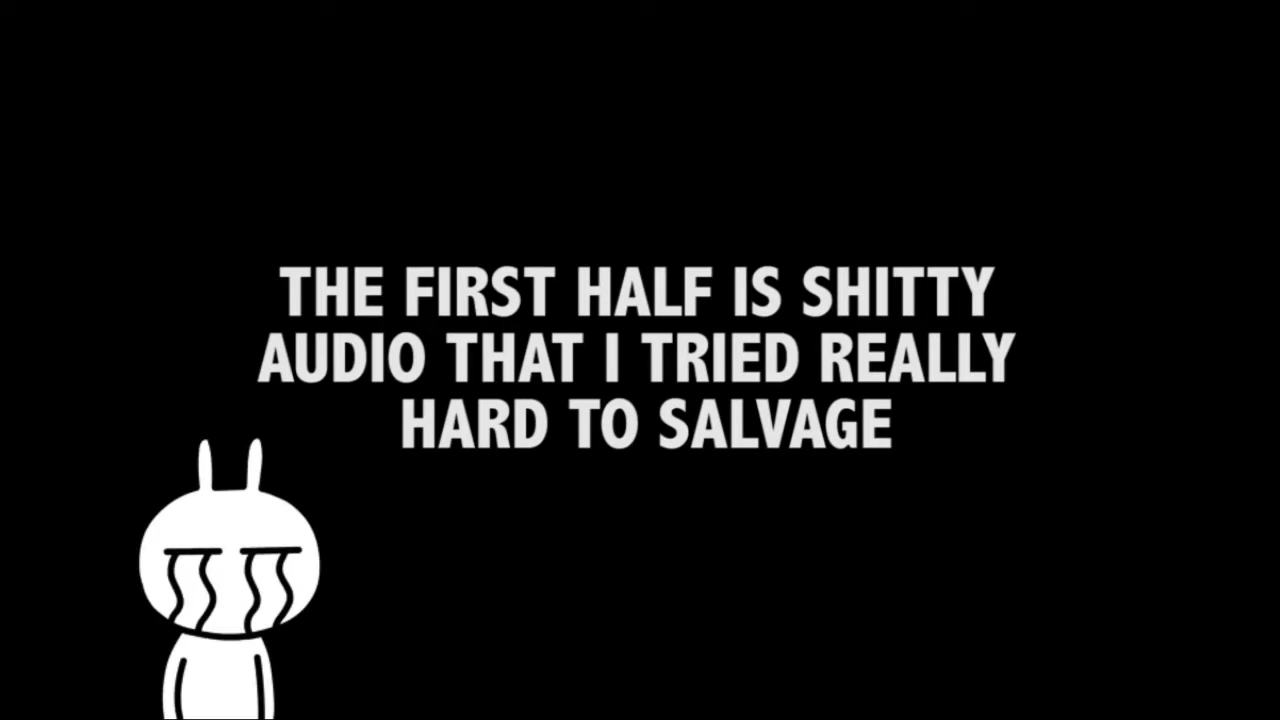 THE FIRST HALF IS SHITTY
AUDIO THAT I TRIED REALLY
HARD TO SALVAGE